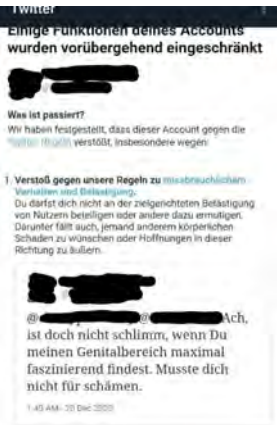 Twitter
Einige Funktionen deines Accounts
wurden vorübergehend eingeschränkt
Was ist passiert?
Wir haben festgestellt, dass dieser Account gegen die
Twitter Regeln verstößt, insbesondere wegen:
1. Verstoß gegen unsere Regeln zu missbräuchlichem
Verhalten und Belästigung.
Du darfst dich nicht an der zielgerichteten Belästigung
von Nutzern beteiligen oder andere dazu ermutigen.
Darunter fällt auch, jemand anderem körperlichen
Schaden zu wünschen oder Hoffnungen in dieser
Richtung zu äußern.
@ @ Ach,
ist doch nicht schlimm, wenn Du
meinen Genitalbereich maximal
faszinierend findest. Musste dich
nicht für schämen.
1:40 AM - 20 Dec 2020